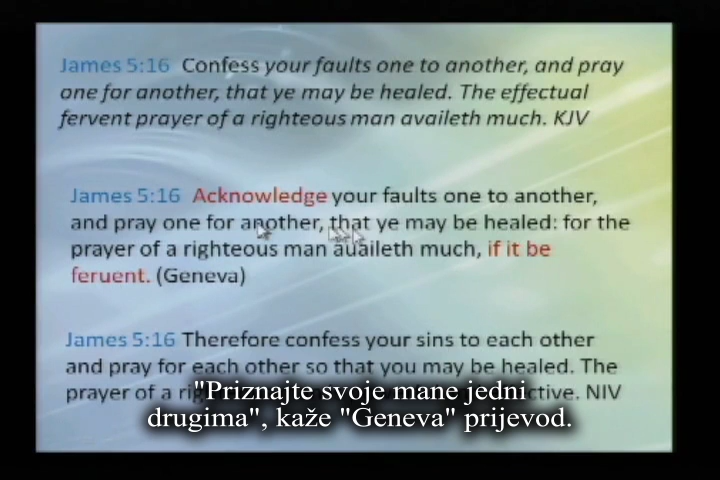 James 5:16 Confess your faults one to another, and pray
one for another, that ye may be healed. The effectual
fervent prayer of a righteous man availeth much. KJV
James 5:16 Acknowledge your faults one to another,
and pray one for another, that ye may be healed: for the
prayer of a righteous man auaileth much, if it be
feruent. (Geneva)
James 5:16 Therefore confess your sins to each other
and pray for each other so that you may be healed. The
prayer of a NIV
"Priznajte svoje mane jedni
drugima", kaže "Geneva" prijevod.